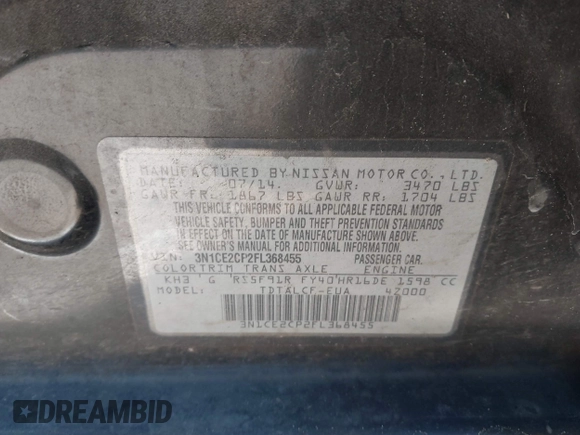 MANUFACTURED BY NISSAN MOTOR CO., LTD.
DATE: 07/14. GVWR: 3470 LBS
GAWR FR: 1867 LBS GAWR RR: 1704 LBS
THIS VEHICLE CONFORMS TO ALL APPLICABLE FEDERAL MOTOR
VEHICLE SAFETY, BUMPER AND THEFT PREVENTION STANDARDS
IN EFFECT ON THE DATE OF MANUFACTURE SHOWN ABOVE.
SEE OWNER'S MANUAL FOR ADDITIONAL INFORMATION.
V.I.N: 3N1CE2CP2FL368455 PASSENGER CAR.
COLOR TRIM TRANS AXLE ENGINE
KH3 G RS5F91R FY40 HR16DE 1598 CC
MODEL: TDTALCF-EUA 42000
3N1CE2CP2FL368455
DREAMBID